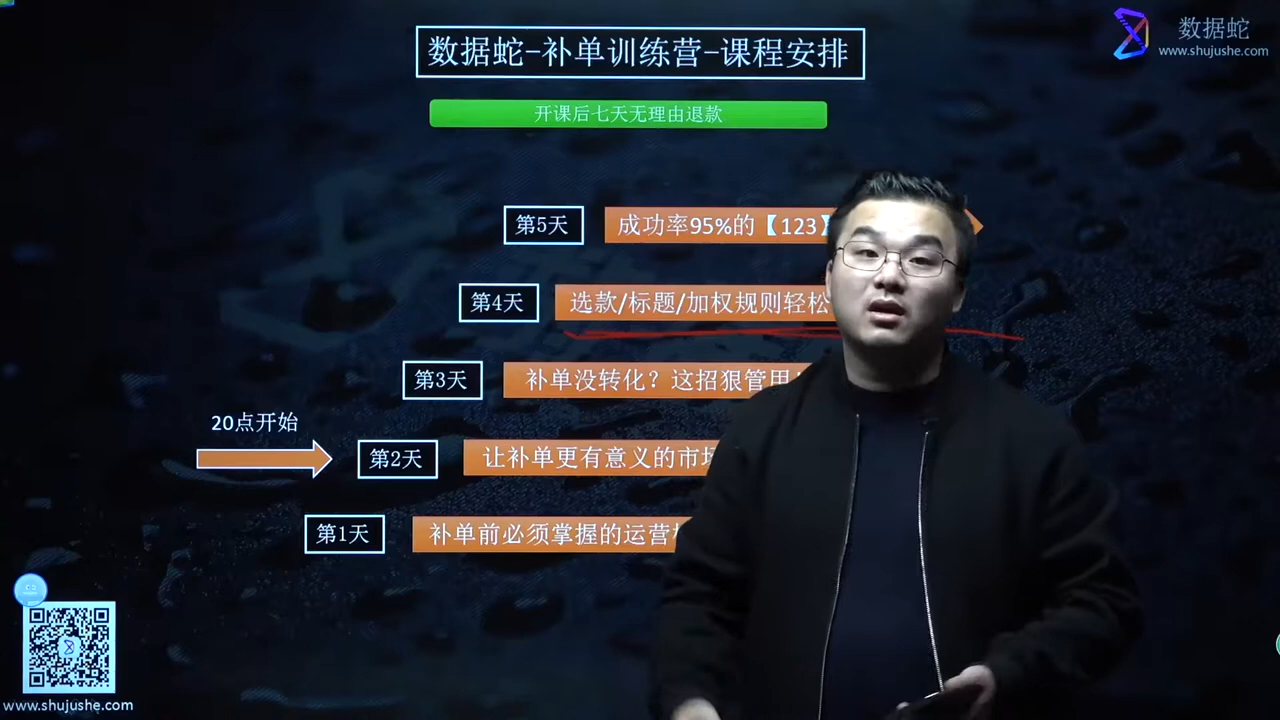 数据蛇-补单训练营-课程安排
数据蛇
www.shujushe.com
开课后七天无理由退款
第5天
成功率95%的【123】
第4天
选款/标题/加权规则轻松
第3天
补单没转化？这招狠管用
20点开始
第2天
让补单更有意义的市
第1天
补单前必须掌握的运营
www.shujushe.com